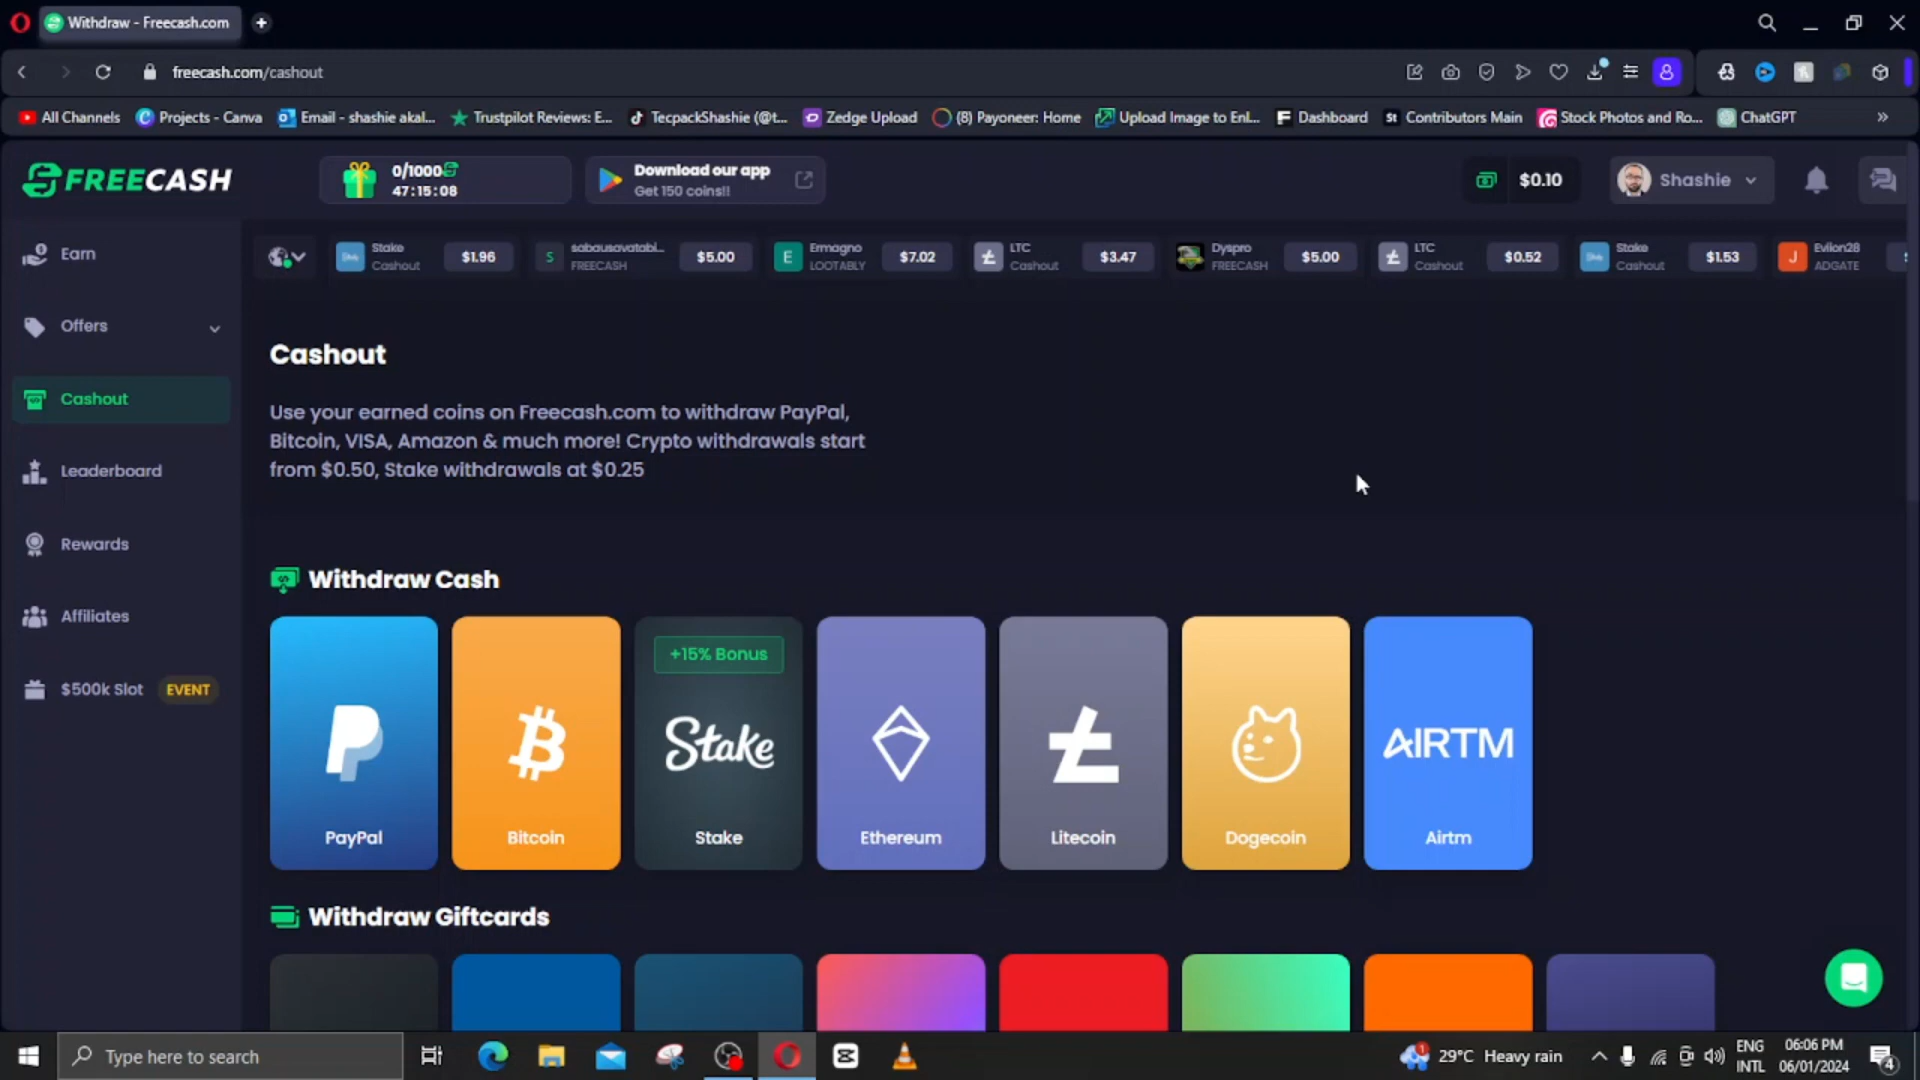 Withdraw - Freecash.com
freecash.com/cashout
All Channels
Projects - Canva
Email - shashie akal...
Trustpilot Reviews: E...
TecpackShashie (@t...
Zedge Upload
(8) Payoneer: Home
Upload Image to Enl...
Dashboard
St Contributors Main
Stock Photos and Ro...
ChatGPT
FREECASH
0/1000
47:15:08
Download our app
Get 150 coins!!
$0.10
Shashie
Stake
Cashout
$1.96
S
sabausavatabi...
FREECASH
$5.00
E
Ermagno
LOOTABLY
$7.02
LTC
Cashout
$3.47
Dyspro
FREECASH
$5.00
LTC
Cashout
$0.52
Stake
Cashout
$1.53
J
Evilon28
ADGATE
Earn
Offers
Cashout
Leaderboard
Rewards
Affiliates
$500k Slot EVENT
Cashout
Use your earned coins on Freecash.com to withdraw PayPal,
Bitcoin, VISA, Amazon & much more! Crypto withdrawals start
from $0.50, Stake withdrawals at $0.25
Withdraw Cash
PayPal
Bitcoin
+15% Bonus
Stake
Stake
Ethereum
Litecoin
Dogecoin
AIRTM
Airtm
Withdraw Giftcards
Type here to search
1
29°C Heavy rain
ENG
INTL
06:06 PM
06/01/2024
4